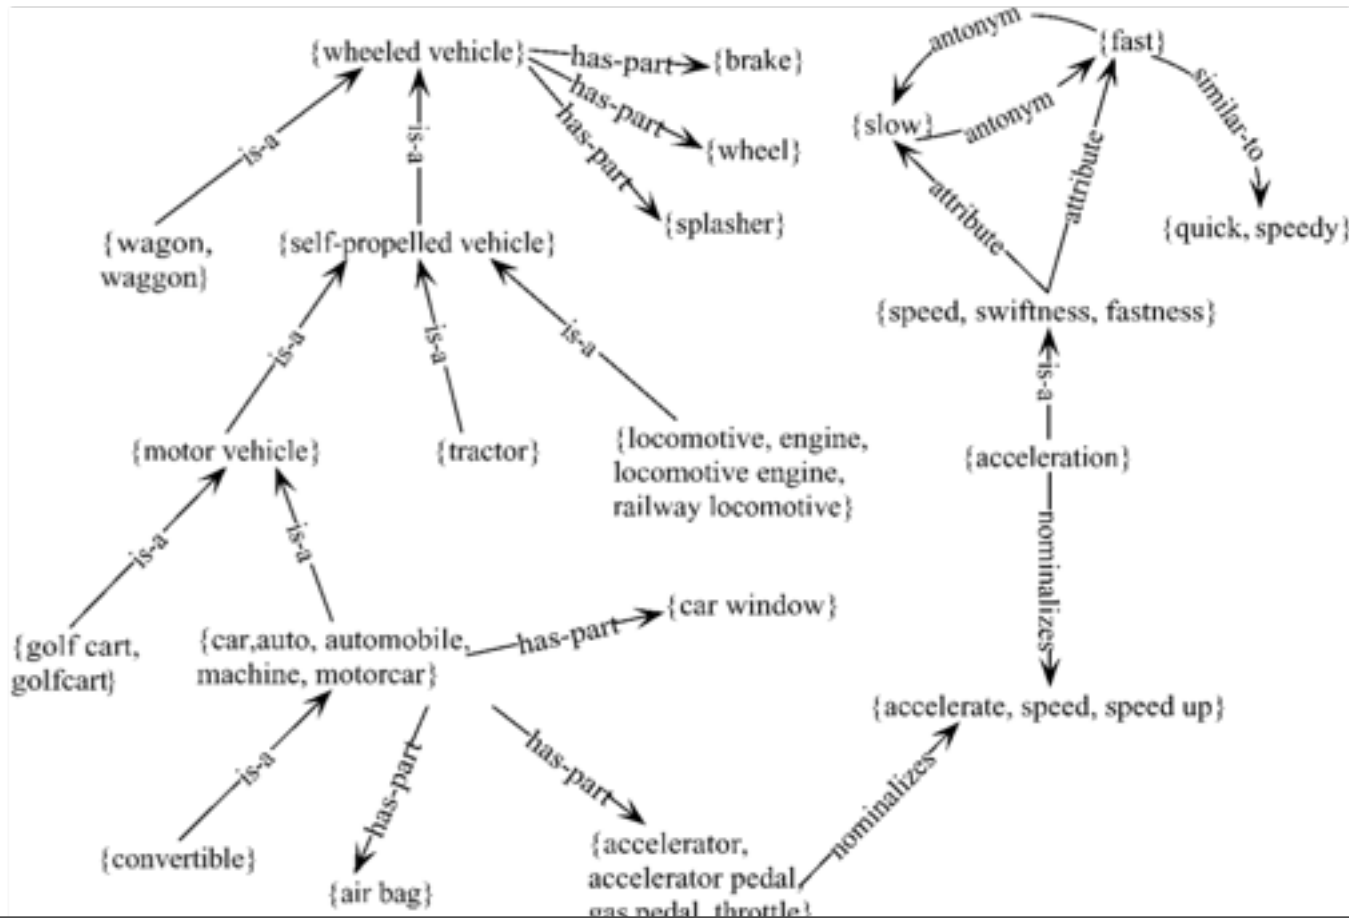 {wheeled vehicle}
has-part
{brake}
has-part
{wheel}
has-part
{splasher}
is-a
is-a
{wagon,
waggon}
{self-propelled vehicle}
is-a
is-a
is-a
{motor vehicle}
{tractor}
{locomotive, engine,
locomotive engine,
railway locomotive}
is-a
is-a
{golf cart,
golfcart}
{car,auto, automobile,
machine, motorcar}
has-part
{car window}
is-a
has-part
has-part
{convertible}
{air bag}
{accelerator,
accelerator pedal,
gas pedal, throttle}
nominalizes
antonym
{fast}
{slow}
antonym
similar-to
attribute
attribute
{quick, speedy}
{speed, swiftness, fastness}
is-a
{acceleration}
nominalizes
{accelerate, speed, speed up}